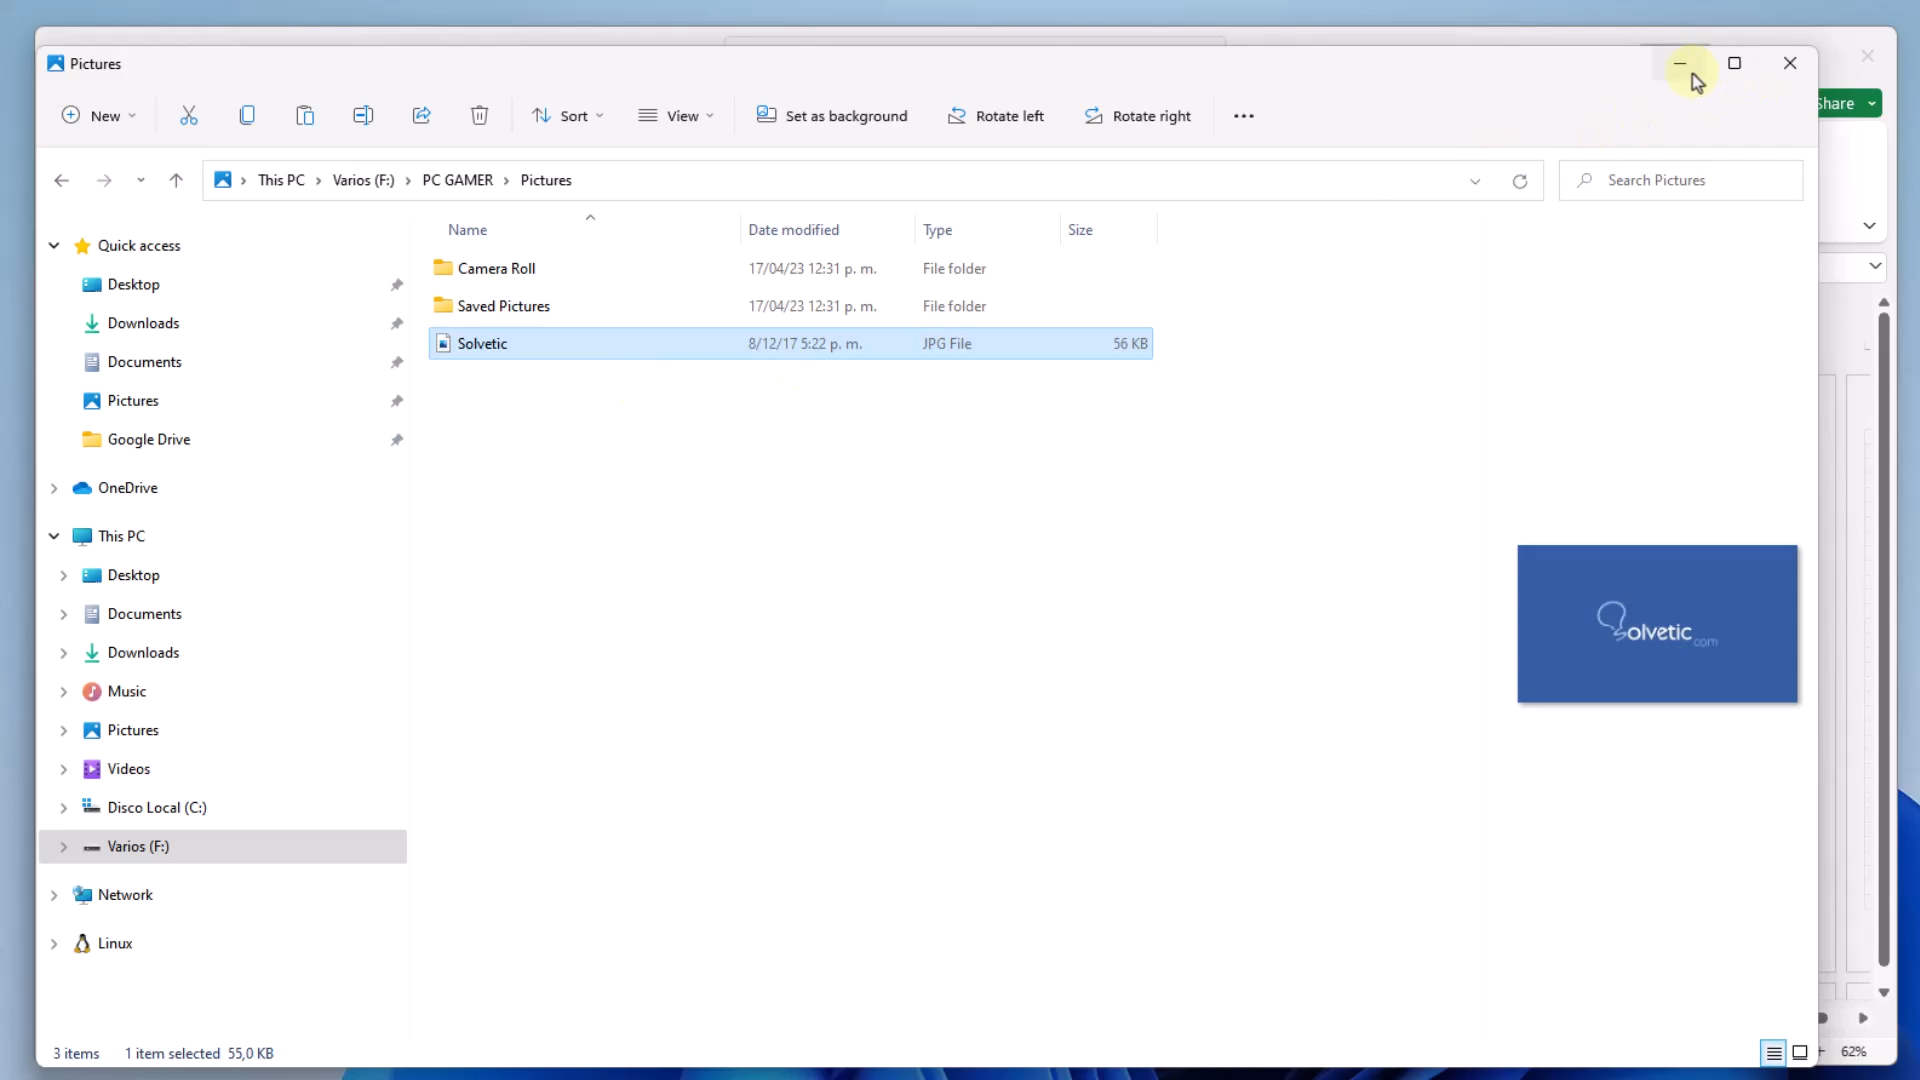 Pictures
New
Sort
View
Set as background
Rotate left
Rotate right
Share
This PC
Varios (F:)
PC GAMER
Pictures
Search Pictures
Name
Date modified
Type
Size
Camera Roll 17/04/23 12:31 p. m. File folder
Saved Pictures 17/04/23 12:31 p. m. File folder
Solvetic 8/12/17 5:22 p. m. JPG File 56 KB
Quick access
Desktop
Downloads
Documents
Pictures
Google Drive
OneDrive
This PC
Desktop
Documents
Downloads
Music
Pictures
Videos
Disco Local (C:)
Varios (F:)
Network
Linux
Solvetic.com
3 items 1 item selected 55,0 KB
62%